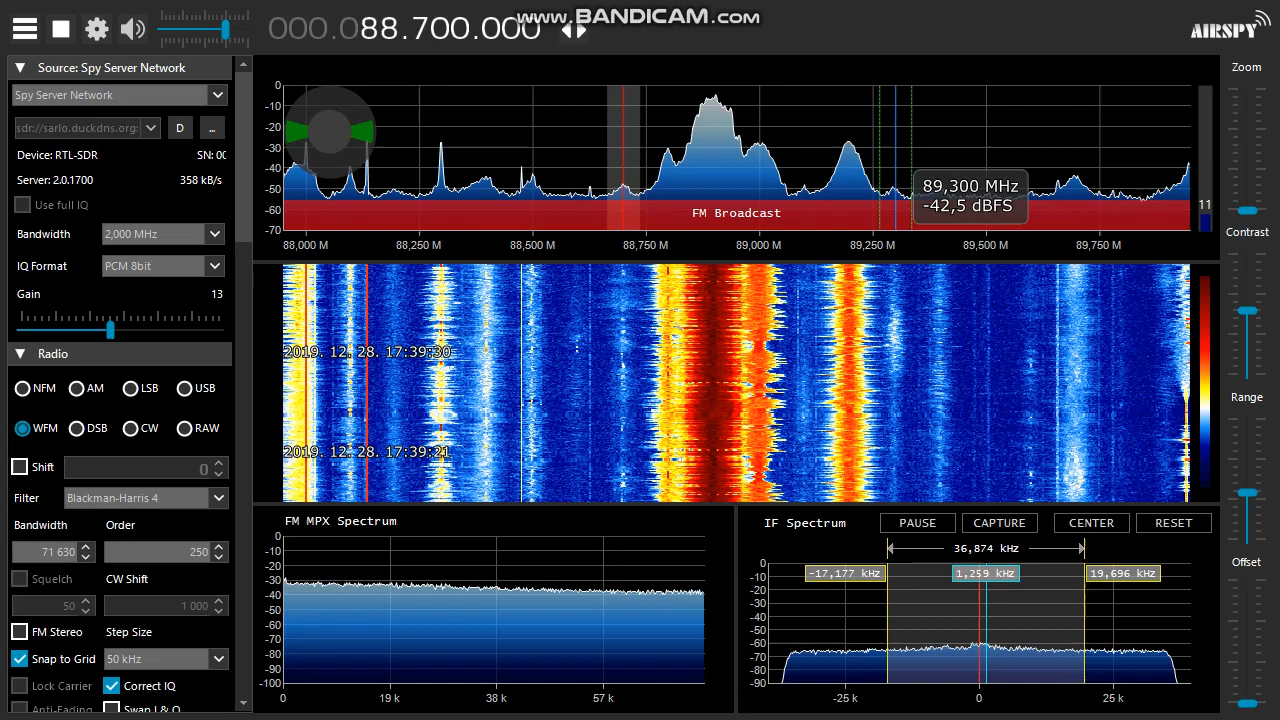 www.BANDICAM.com
000.088.700.000
AIRSPY
Source: Spy Server Network
Spy Server Network
sdr://sarlo.duckdns.org: D ...
Device: RTL-SDR SN: 00
Server: 2.0.1700 358 kB/s
Use full IQ
Bandwidth 2,000 MHz
IQ Format PCM 8bit
Gain 13
Radio
NFM AM LSB USB
WFM DSB CW RAW
Shift 0
Filter Blackman-Harris 4
Bandwidth Order
71 630 250
Squelch CW Shift
50 1 000
FM Stereo Step Size
Snap to Grid 50 kHz
Lock Carrier Correct IQ
Anti-Fading Swap I & Q
0
-10
-20
-30
-40
-50
-60
-70
FM Broadcast
89,300 MHz
-42,5 dBFS
11
88,000 M 88,250 M 88,500 M 88,750 M 89,000 M 89,250 M 89,500 M 89,750 M
2019. 12. 28. 17:39:30
2019. 12. 28. 17:39:21
FM MPX Spectrum
0
-10
-20
-30
-40
-50
-60
-70
-80
-90
-100
0 19 k 38 k 57 k
IF Spectrum PAUSE CAPTURE CENTER RESET
36,874 kHz
-17,177 kHz 1,259 kHz 19,696 kHz
0
-10
-20
-30
-40
-50
-60
-70
-80
-90
-25 k 0 25 k
Zoom
Contrast
Range
Offset